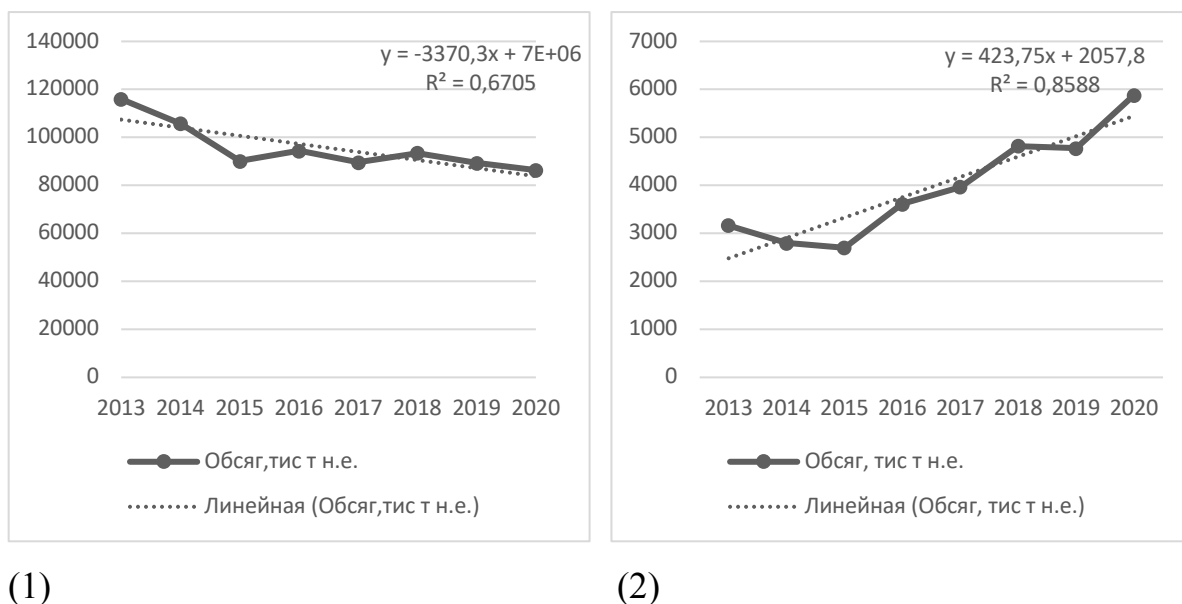 140000
120000
100000
80000
60000
40000
20000
0
y = -3370,3x + 7E+06
R² = 0,6705
2013 2014 2015 2016 2017 2018 2019 2020
Обсяг,тис т н.е.
Линейная (Обсяг,тис т н.е.)
(1)
7000
6000
5000
4000
3000
2000
1000
0
y = 423,75x + 2057,8
R² = 0,8588
2013 2014 2015 2016 2017 2018 2019 2020
Обсяг, тис т н.е.
Линейная (Обсяг, тис т н.е.)
(2)